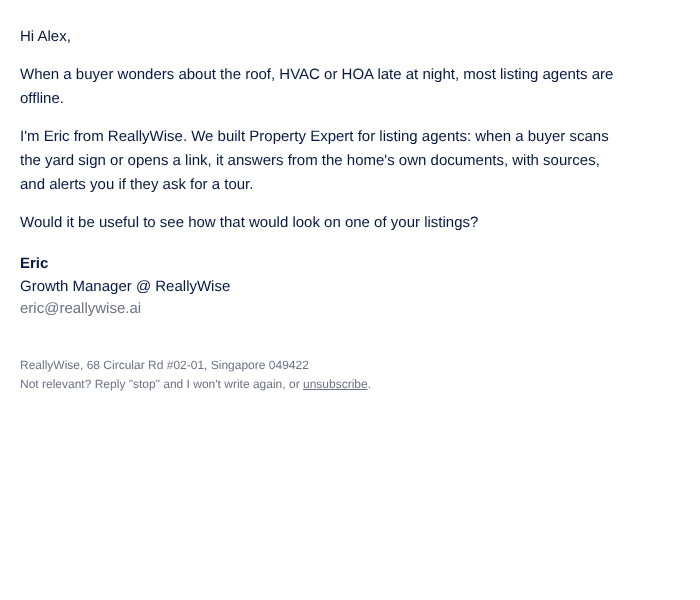 Hi Alex,
When a buyer wonders about the roof, HVAC or HOA late at night, most listing agents are
offline.
I'm Eric from ReallyWise. We built Property Expert for listing agents: when a buyer scans
the yard sign or opens a link, it answers from the home's own documents, with sources,
and alerts you if they ask for a tour.
Would it be useful to see how that would look on one of your listings?
Eric
Growth Manager @ ReallyWise
eric@reallywise.ai
ReallyWise, 68 Circular Rd #02-01, Singapore 049422
Not relevant? Reply "stop" and I won't write again, or unsubscribe.